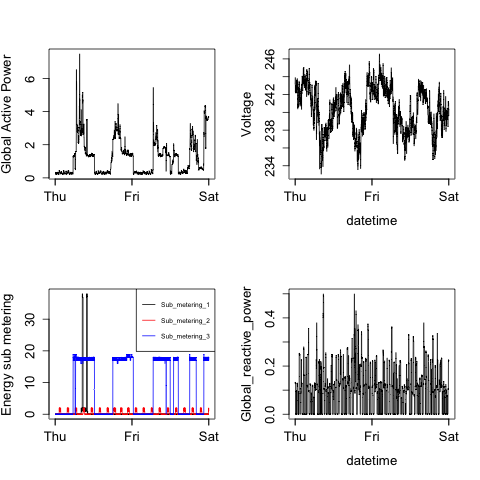 Global Active Power
0 2 4 6
Thu Fri Sat
Voltage
234 238 242 246
Thu Fri Sat
datetime
Energy sub metering
0 10 20 30
Sub_metering_1
Sub_metering_2
Sub_metering_3
Thu Fri Sat
Global_reactive_power
0.0 0.2 0.4
Thu Fri Sat
datetime